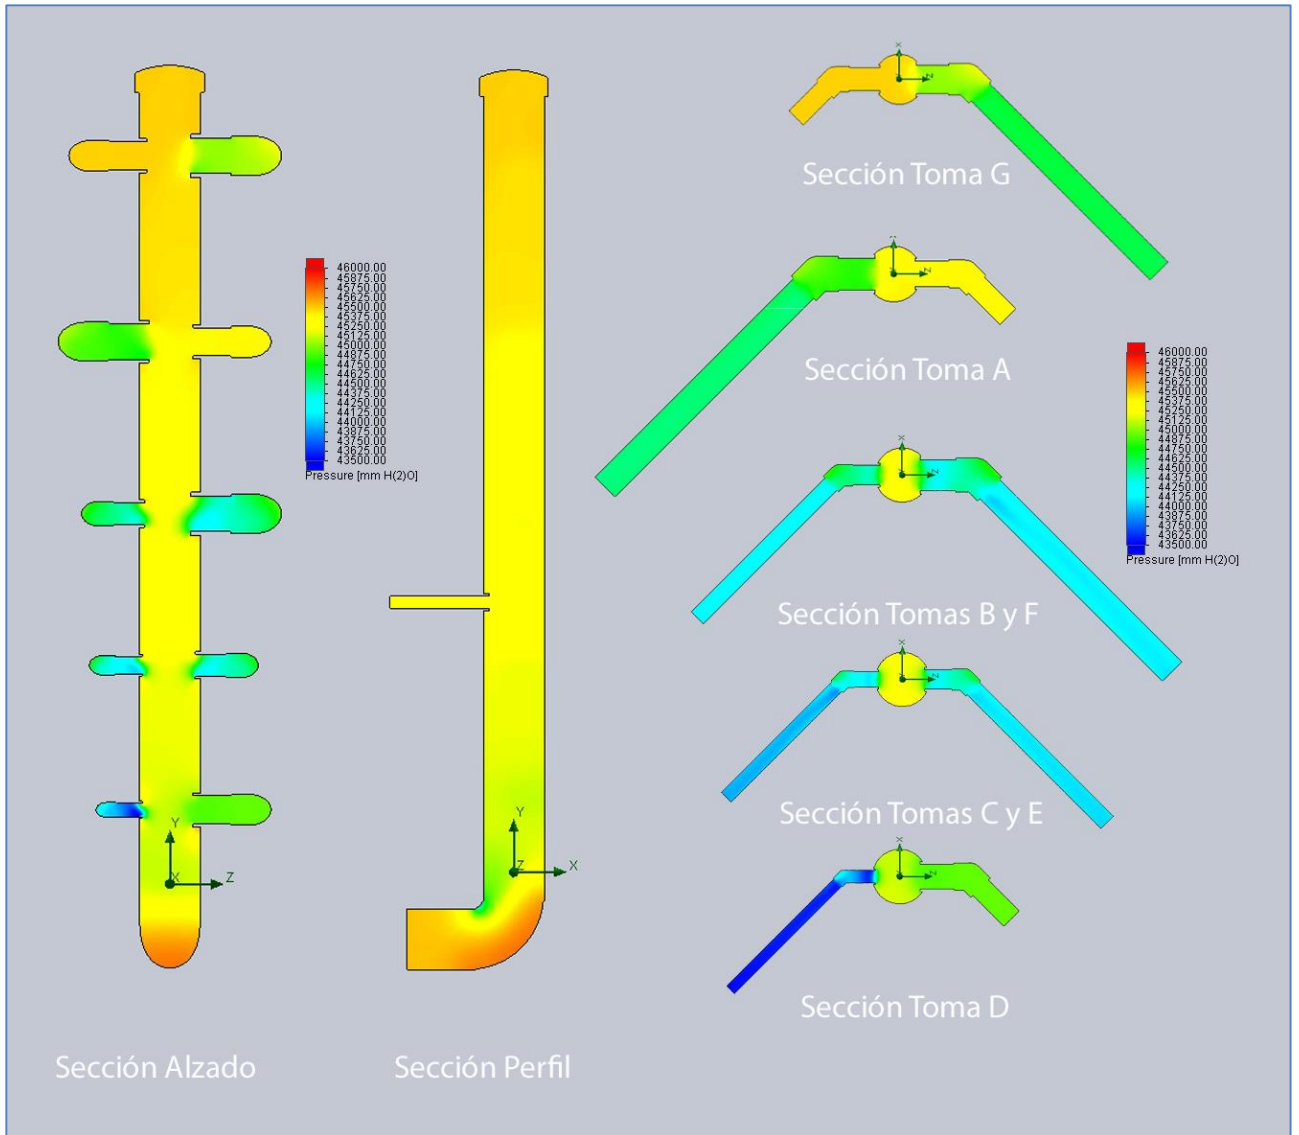 Sección Toma G
46000.00
45875.00
45750.00
45625.00
45500.00
45375.00
45250.00
45125.00
45000.00
44875.00
44750.00
44625.00
44500.00
44375.00
44250.00
44125.00
44000.00
43875.00
43750.00
43625.00
43500.00
Pressure [mm H(2)O]
Sección Toma A
46000.00
45875.00
45750.00
45625.00
45500.00
45375.00
45250.00
45125.00
45000.00
44875.00
44750.00
44625.00
44500.00
44375.00
44250.00
44125.00
44000.00
43875.00
43750.00
43625.00
43500.00
Pressure [mm H(2)O]
Sección Tomas B y F
Sección Tomas C y E
Y
X
Z
Y
Z
X
Sección Toma D
Sección Alzado
Sección Perfil